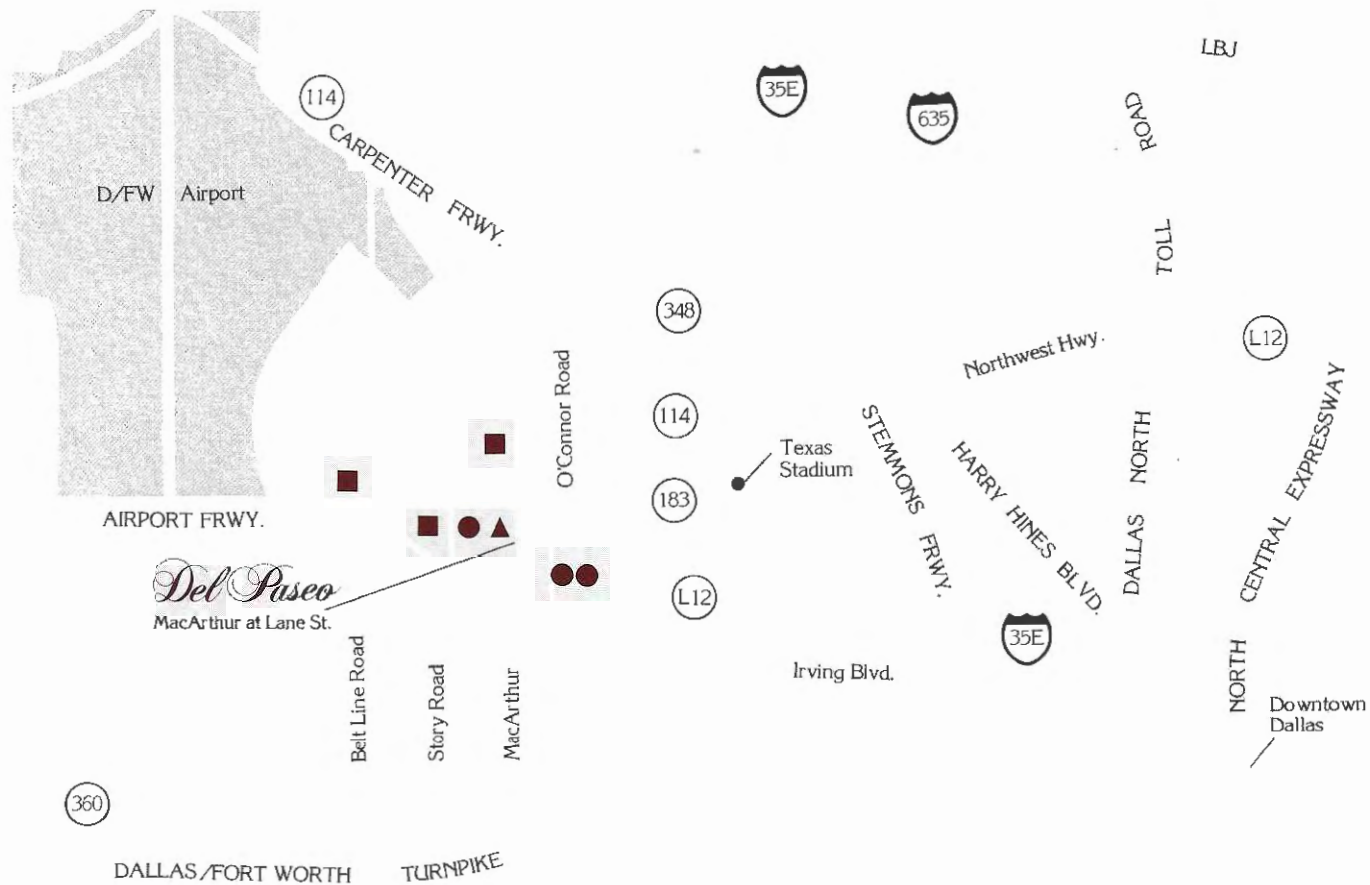 LBJ
35E
635
ROAD
114
CARPENTER FRWY.
D/FW Airport
TOLL
348
L12
Northwest Hwy.
O'Connor Road
114
STEMMONS FRWY.
HARRY HINES BLVD.
DALLAS NORTH
CENTRAL EXPRESSWAY
Texas
Stadium
183
AIRPORT FRWY.
Del Paseo
MacArthur at Lane St.
L12
35E
Irving Blvd.
NORTH
Belt Line Road
Story Road
MacArthur
Downtown
Dallas
360
DALLAS/FORT WORTH TURNPIKE